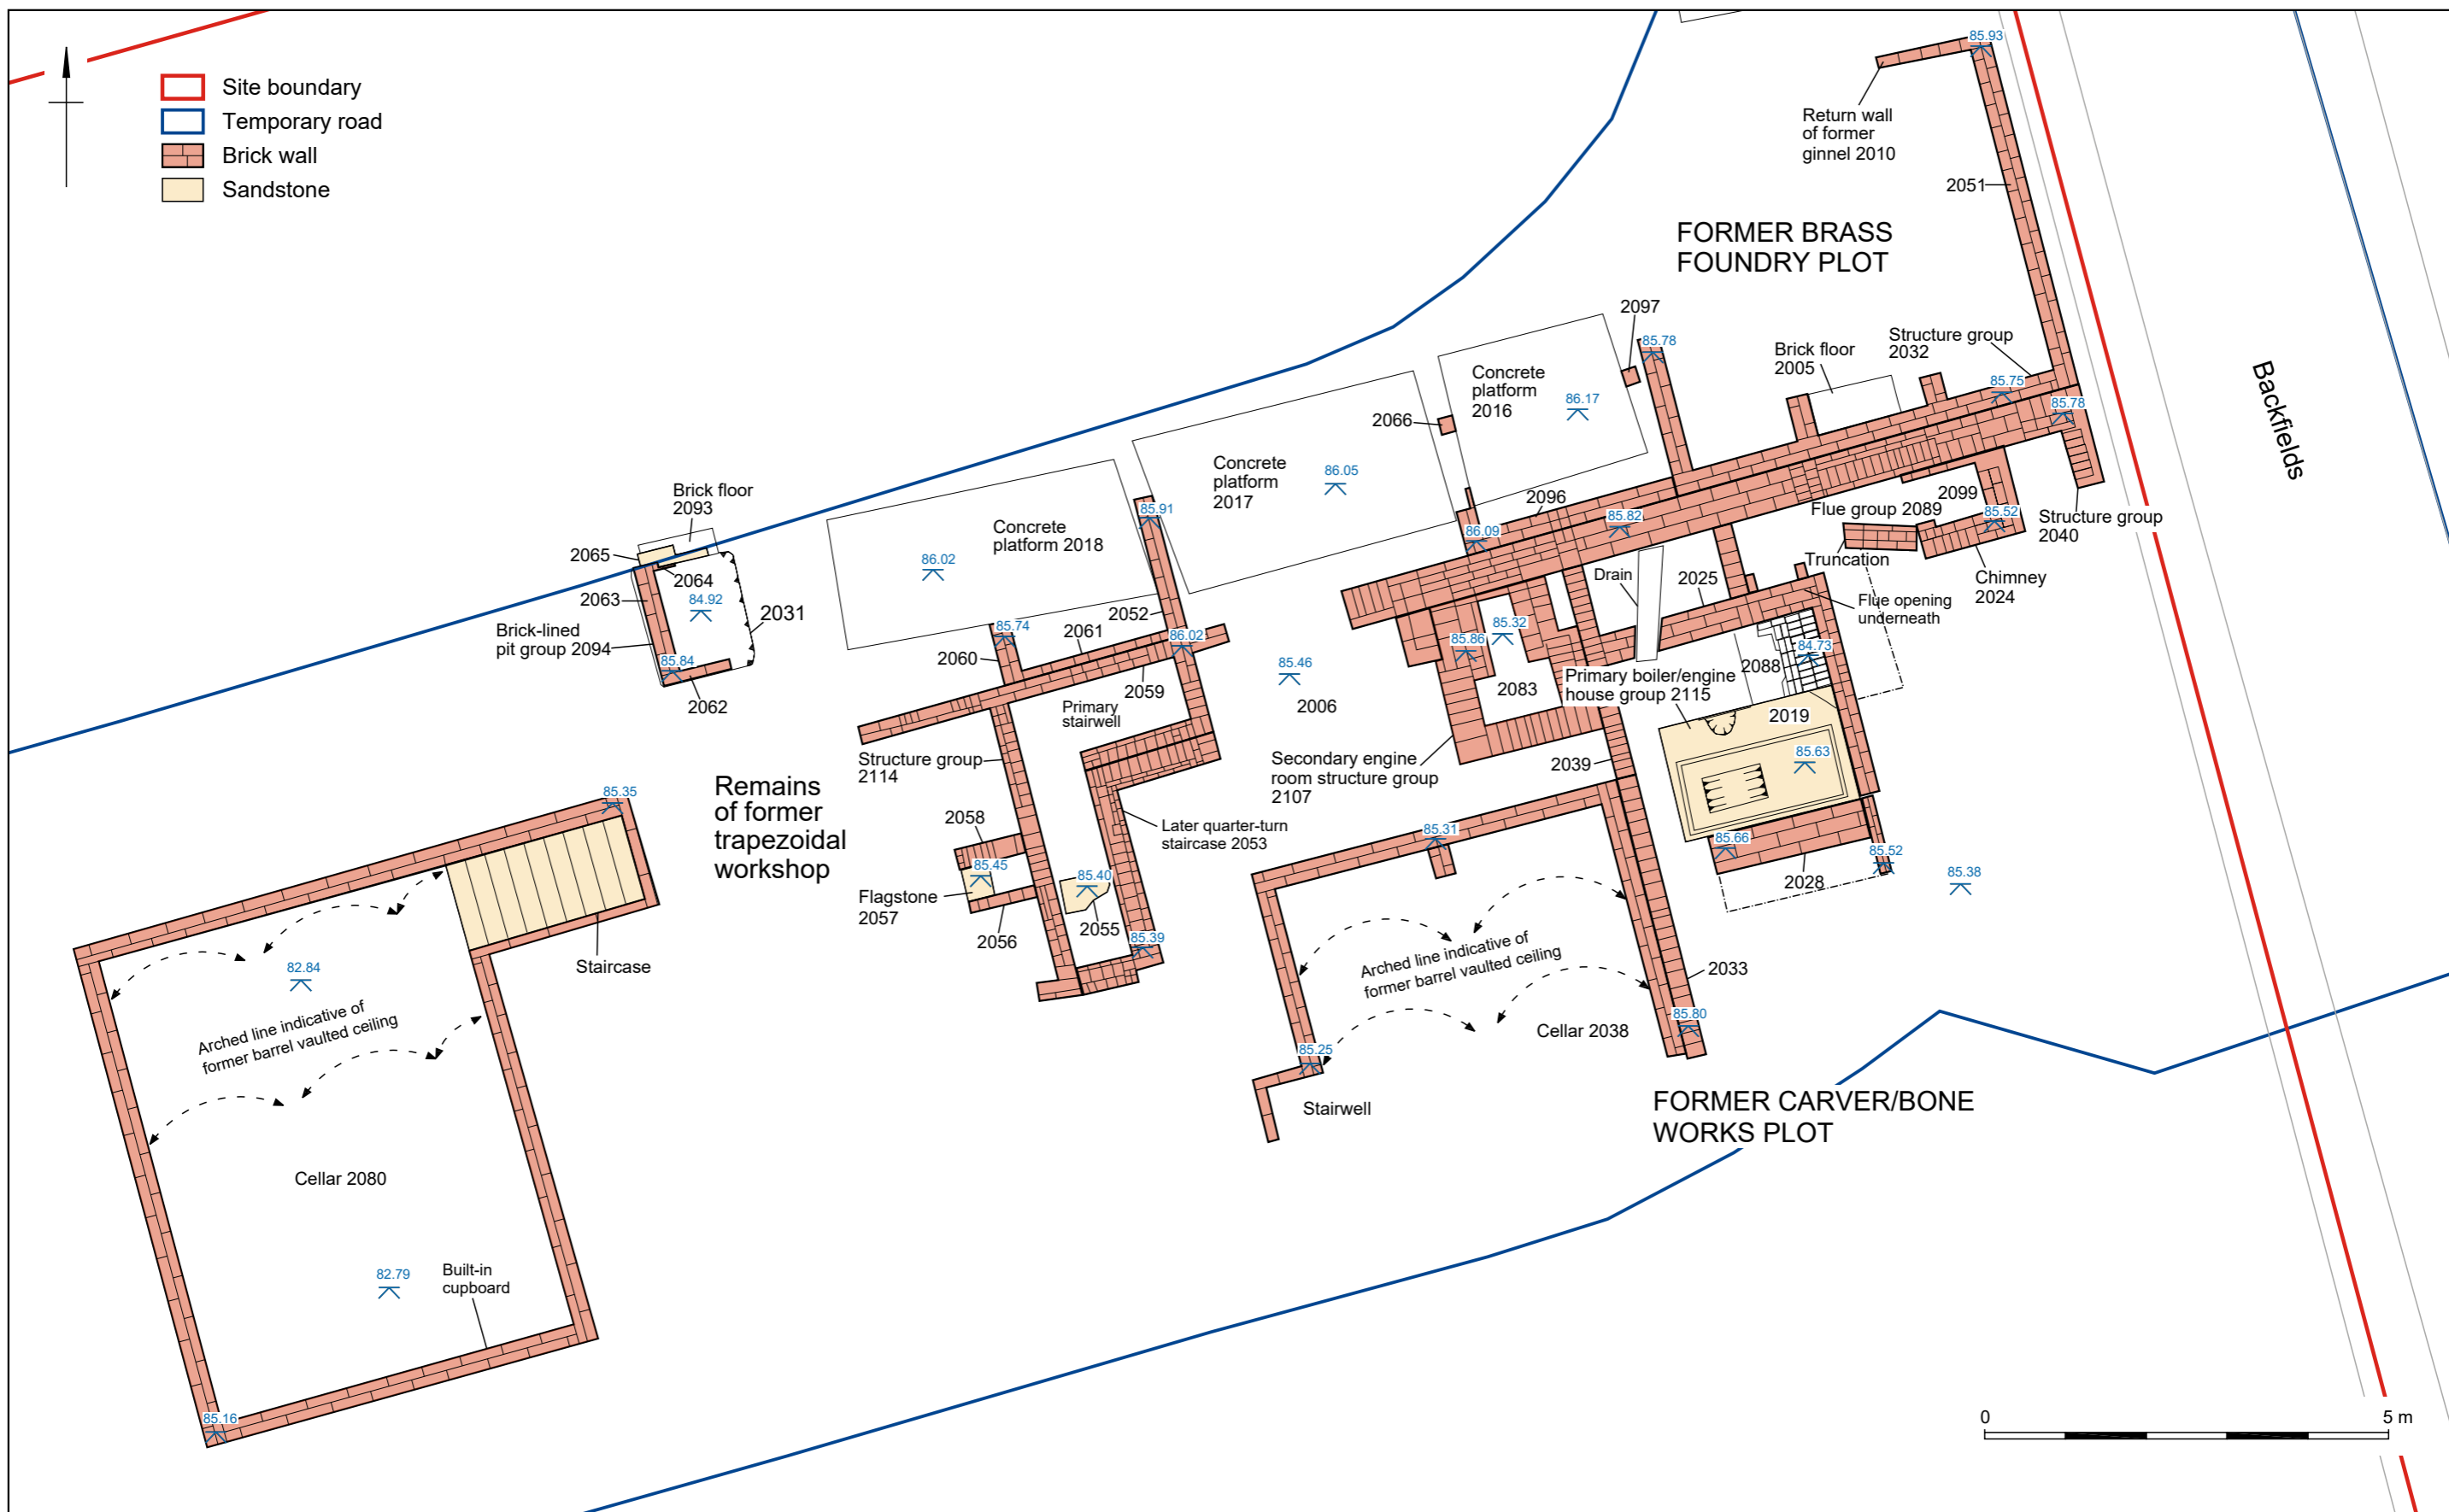 Site boundary
Temporary road
Brick wall
Sandstone
85.93
Return wall
of former
ginnel 2010
2051
FORMER BRASS
FOUNDRY PLOT
Backfields
2097
85.78
Structure group
2032
Brick floor
2005
85.75
85.78
Concrete
platform
2016
86.17
2066
Concrete
platform
2017
86.05
2096
85.82
86.09
2099
Flue group 2089
85.52
Structure group
2040
Truncation
Chimney
2024
Brick floor
2093
2065
2064
2063
84.92
2031
Brick-lined
pit group 2094
85.84
2062
Concrete
platform 2018
86.02
85.91
2052
2061
85.74
86.02
2060
2059
Primary
stairwell
85.46
2006
Drain
2025
Flue opening
underneath
85.32
85.86
2083
2088
84.73
Primary boiler/engine
house group 2115
2019
85.63
Secondary engine
room structure group
2107
2039
Structure group
2114
Remains
of former
trapezoidal
workshop
2058
85.45
Flagstone
2057
2056
85.40
2055
85.39
Later quarter-turn
staircase 2053
85.31
85.66
85.52
2028
85.38
Arched line indicative of
former barrel vaulted ceiling
2033
Cellar 2038
85.80
85.25
Stairwell
FORMER CARVER/BONE
WORKS PLOT
85.35
Staircase
82.84
Arched line indicative of
former barrel vaulted ceiling
Cellar 2080
82.79
Built-in
cupboard
85.16
0
5 m